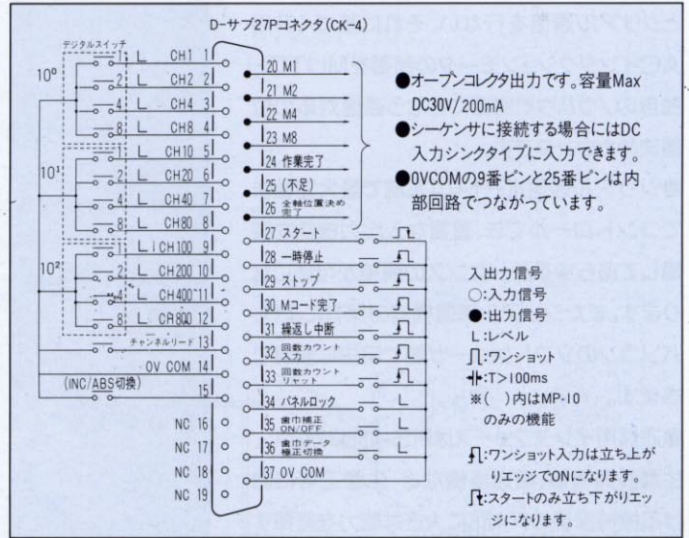 D-サブ27Pコネクタ(CK-4)
デジタルスイッチ
10⁰
1 L CH1 1
2 L CH2 2
4 L CH4 3
8 L CH8 4
10¹
1 L CH10 5
2 L CH20 6
4 L CH40 7
8 L CH80 8
10²
1 L CH100 9
2 L CH200 10
4 L CH400 11
8 L CH800 12
チャンネルリード 13
0V COM 14
(INC/ABS切換) 15
NC 16
NC 17
NC 18
NC 19
20 M1
21 M2
22 M4
23 M8
24 作業完了
25 (不足)
26 全軸位置決め
完了
27 スタート
28 一時停止
29 ストップ
30 Mコード完了
31 繰返し中断
32 回数カウント
入力
33 回数カウント
リセット
34 パネルロック
35 歯巾補正 L
ON/OFF
36 歯巾データ L
補正切換
37 0V COM
●オープンコレクタ出力です。容量Max
DC30V/200mA
●シーケンサに接続する場合にはDC
入力シンクタイプに入力できます。
●0VCOMの9番ピンと25番ピンは内
部回路でつながっています。
入出力信号
○:入力信号
●:出力信号
L:レベル
:ワンショット
:T>100ms
※( )内はMP-10
のみの機能
:ワンショット入力は立ち上が
りエッジでONになります。
:スタートのみ立ち下がりエッ
ジになります。